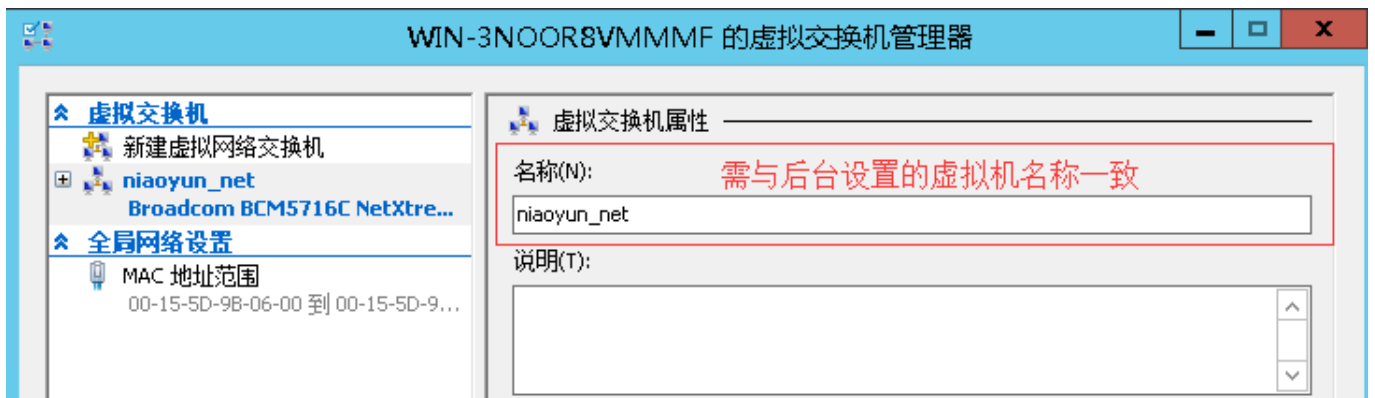 WIN-3NOOR8VMMMF 的虚拟交换机管理器
虚拟交换机
新建虚拟网络交换机
niaoyun_net
Broadcom BCM5716C NetXtre...
全局网络设置
MAC 地址范围
00-15-5D-9B-06-00 到 00-15-5D-9...
虚拟交换机属性
名称(N):
需与后台设置的虚拟机名称一致
niaoyun_net
说明(T):